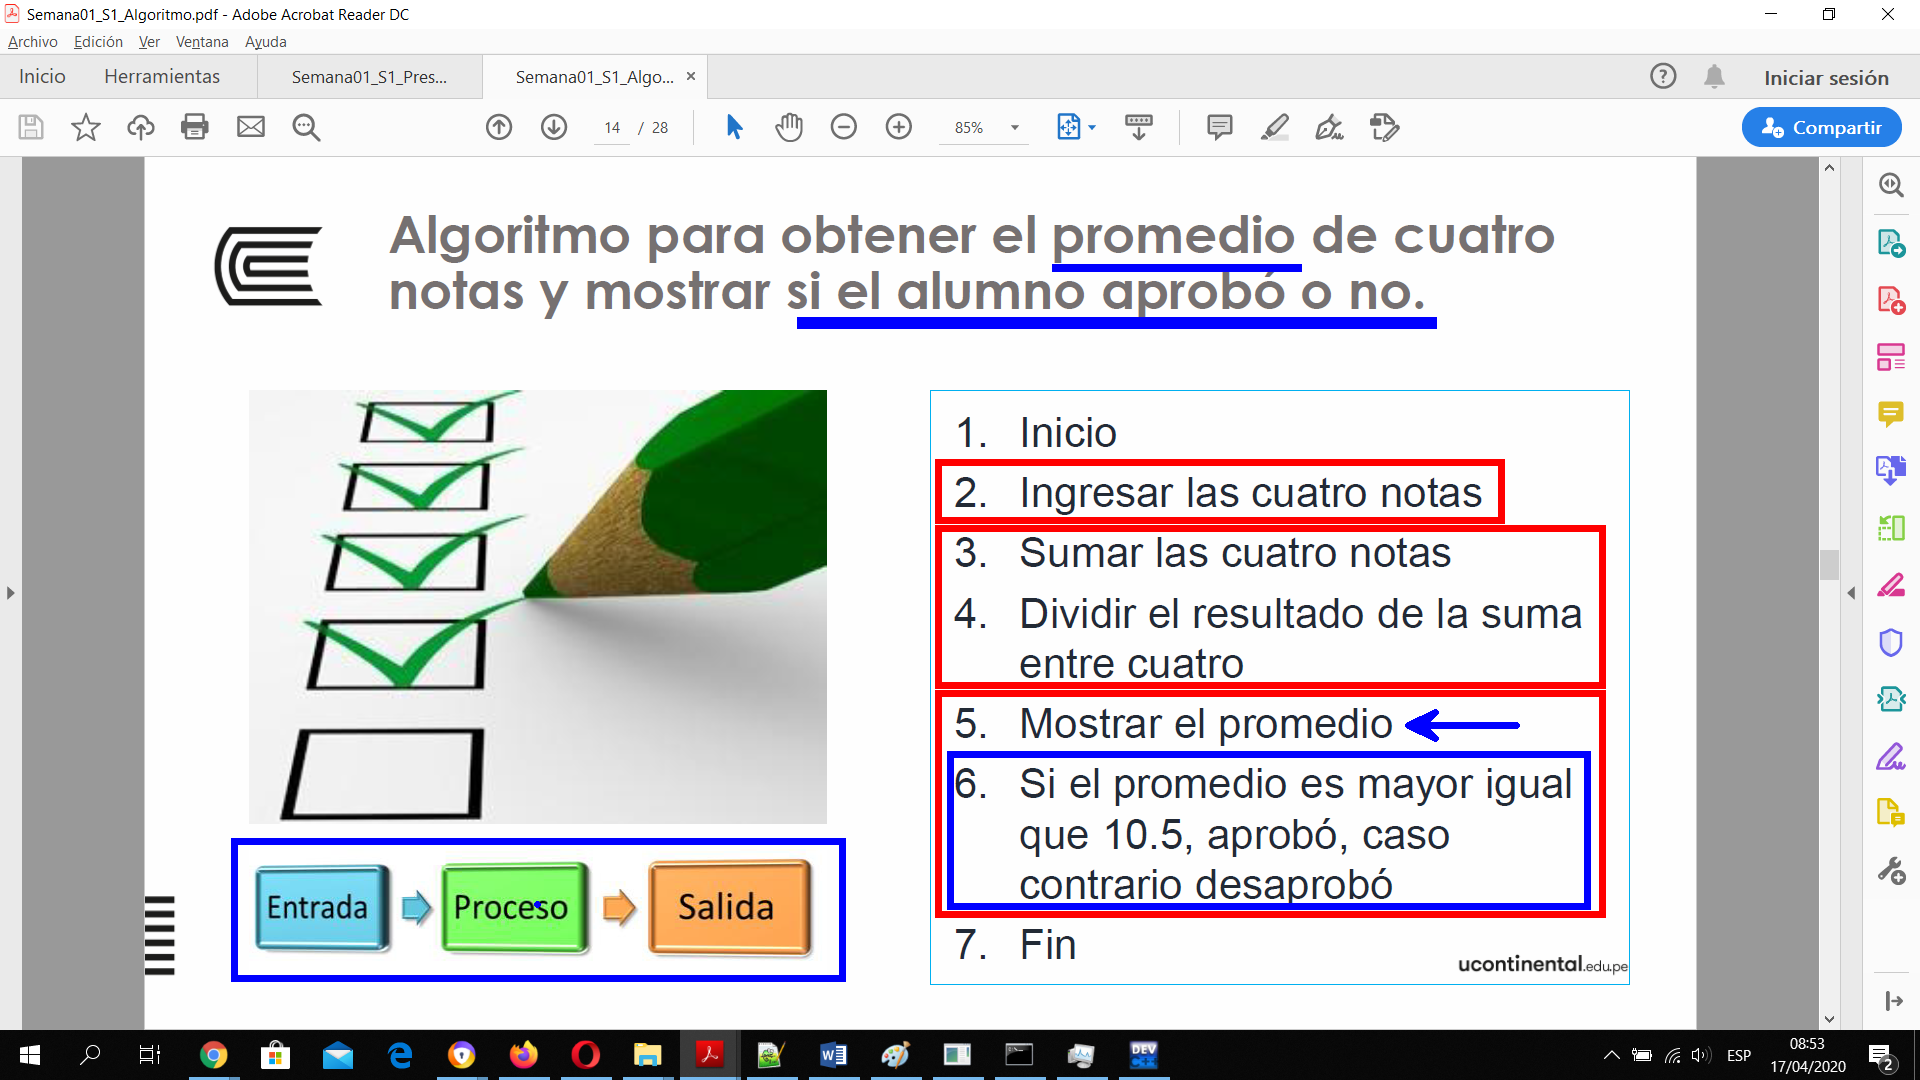 Semana01_S1_Algoritmo.pdf - Adobe Acrobat Reader DC
Archivo Edición Ver Ventana Ayuda
Inicio Herramientas Semana01_S1_Pres... Semana01_S1_Algo... × Iniciar sesión
14 / 28 85% Compartir
Algoritmo para obtener el promedio de cuatro
notas y mostrar si el alumno aprobó o no.
1. Inicio
2. Ingresar las cuatro notas
3. Sumar las cuatro notas
4. Dividir el resultado de la suma
entre cuatro
5. Mostrar el promedio
6. Si el promedio es mayor igual
que 10.5, aprobó, caso
contrario desaprobó
7. Fin
Entrada Proceso Salida
ucontinental.edu.pe
ESP
08:53
17/04/2020
2
DEV
C++